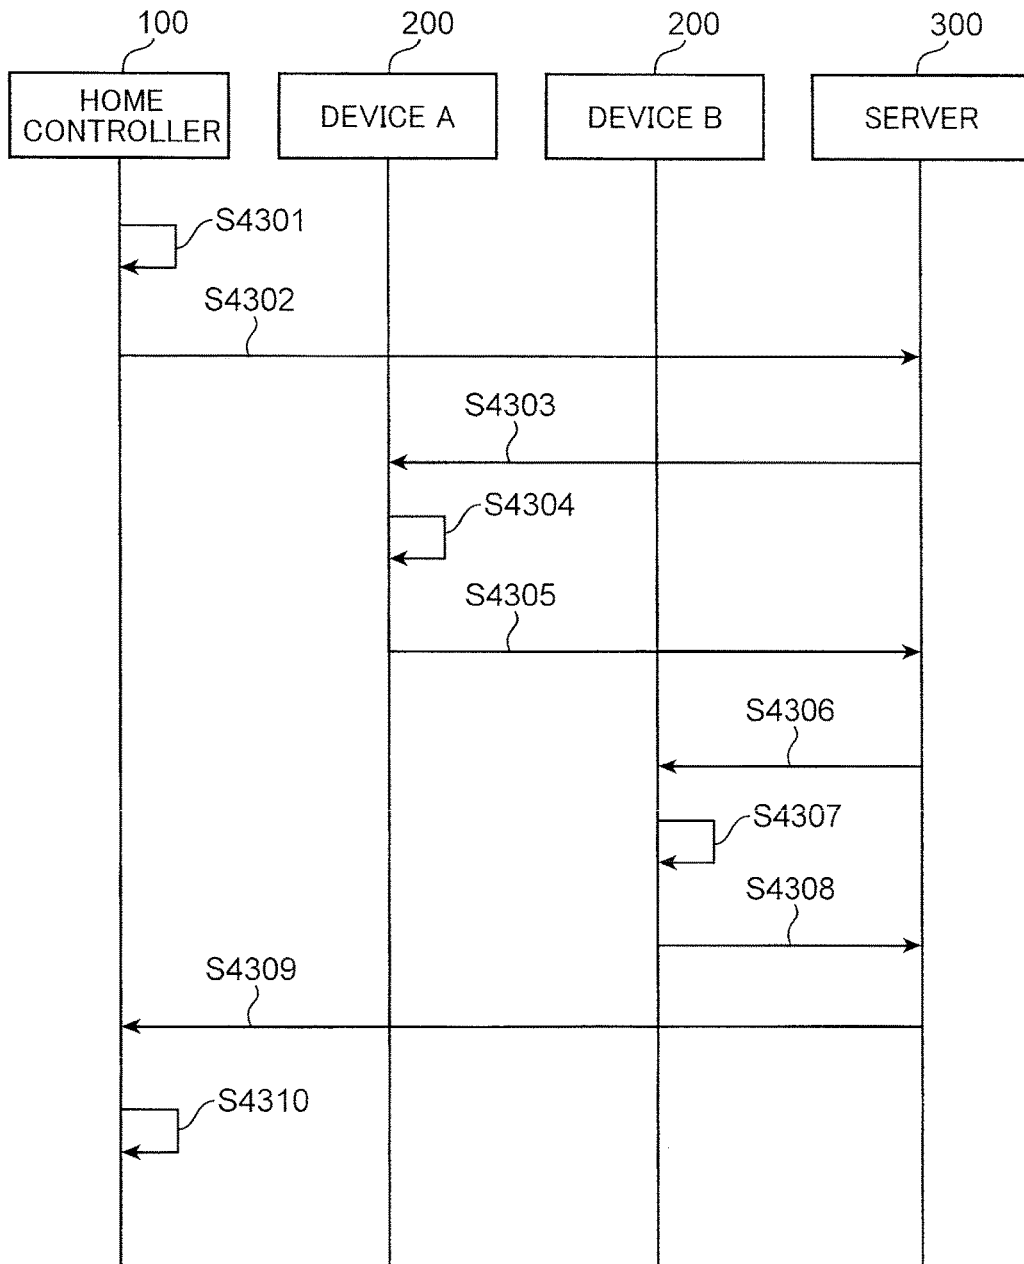 100
200
200
300
HOME
CONTROLLER
DEVICE A
DEVICE B
SERVER
S4301
S4302
S4303
S4304
S4305
S4306
S4307
S4308
S4309
S4310